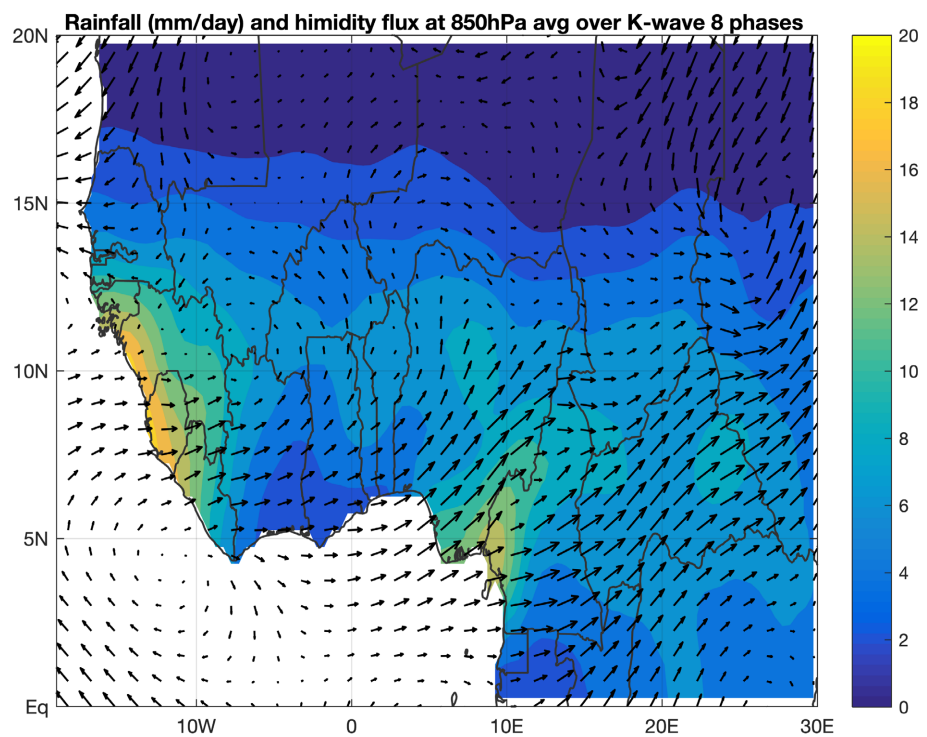 Rainfall (mm/day) and himidity flux at 850hPa avg over K-wave 8 phases
20N
15N
10N
5N
Eq
10W 0 10E 20E 30E
20
18
16
14
12
10
8
6
4
2
0